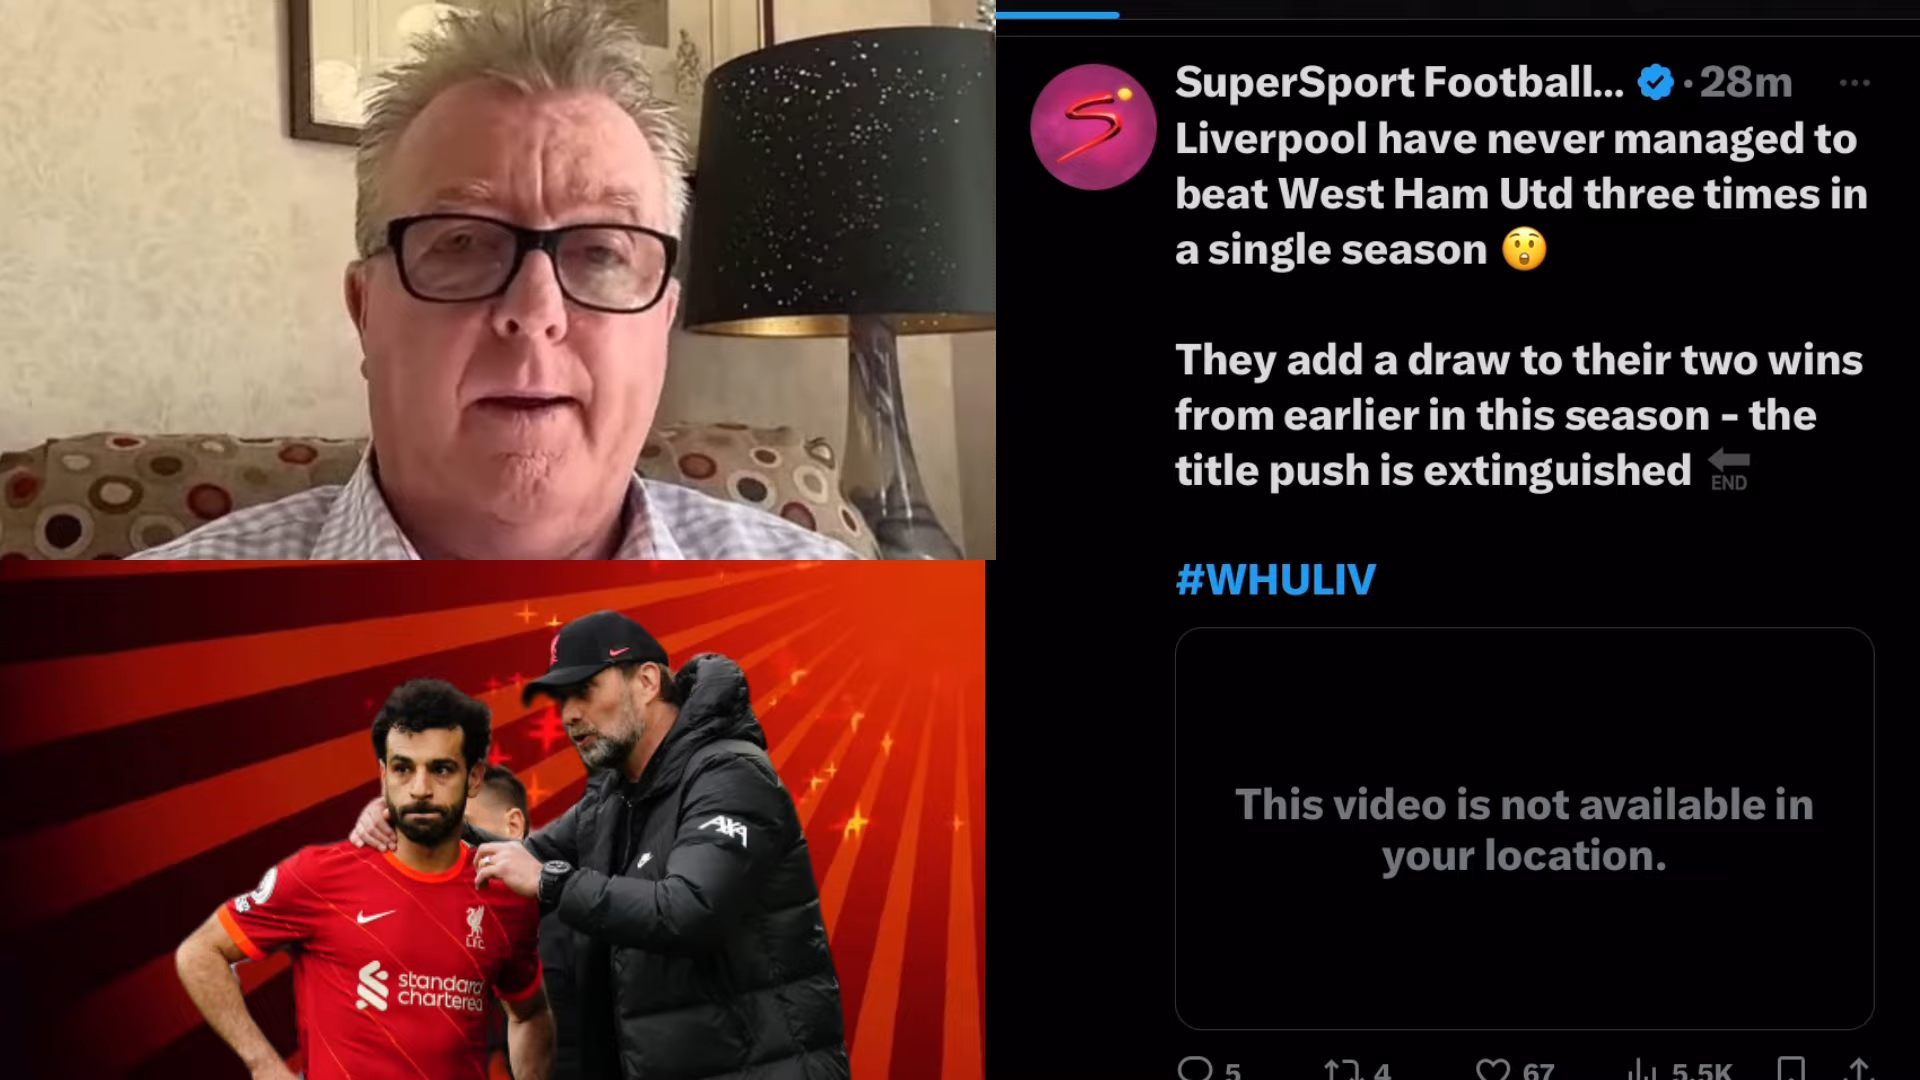 SuperSport Football... · 28m
Liverpool have never managed to
beat West Ham Utd three times in
a single season 😲
They add a draw to their two wins
from earlier in this season - the
title push is extinguished 🔚
#WHULIV
This video is not available in
your location.
5 4 67 5.5K
AXA
L.F.C.
standard
chartered